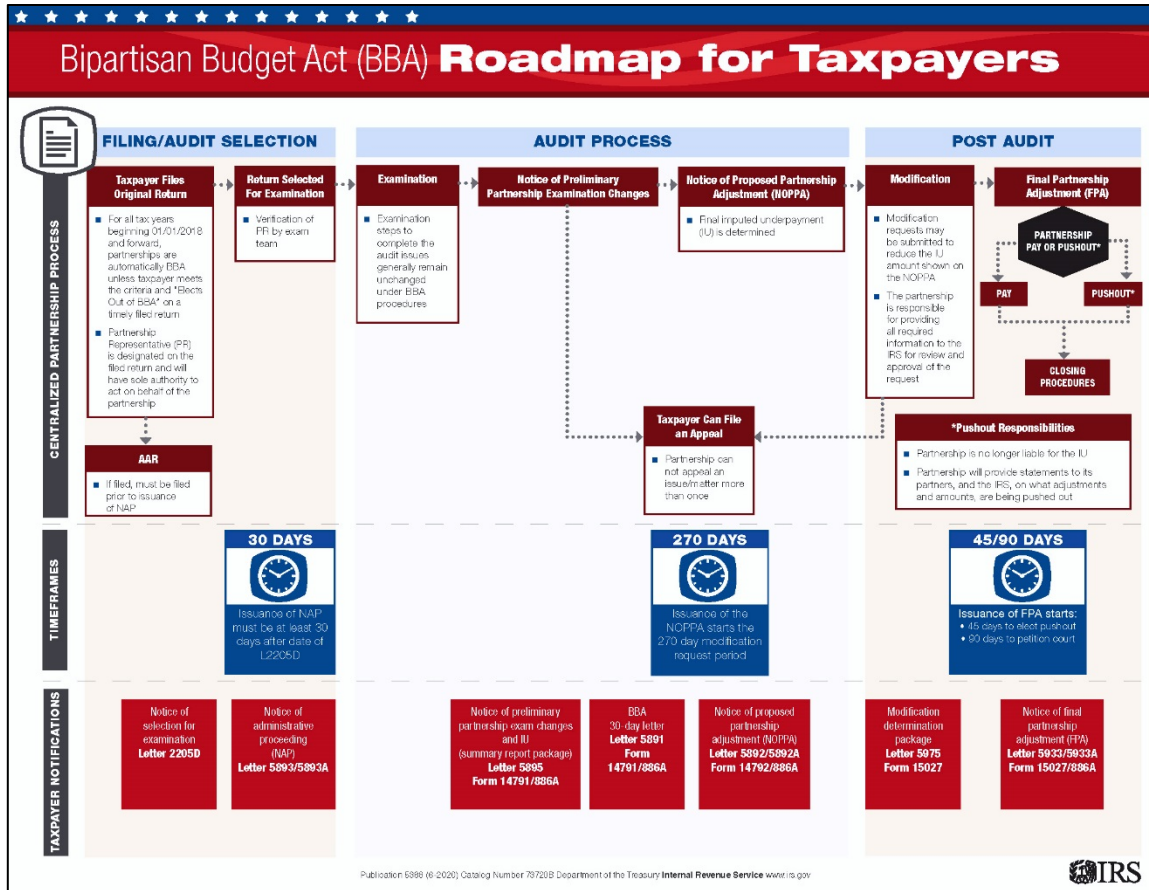 Bipartisan Budget Act (BBA) Roadmap for Taxpayers
FILING/AUDIT SELECTION
AUDIT PROCESS
POST AUDIT
CENTRALIZED PARTNERSHIP PROCESS
Taxpayer Files
Original Return
For all tax years
beginning 01/01/2018
and forward,
partnerships are
automatically BBA
unless taxpayer meets
the criteria and "Elects
Out of BBA" on a
timely filed return
Partnership
Representative (PR)
is designated on the
filed return and will
have sole authority to
act on behalf of the
partnership
AAR
If filed, must be filed
prior to issuance
of NAP
Return Selected
For Examination
Verification of
PR by exam
team
Examination
Examination
steps to
complete the
audit issues
generally remain
unchanged
under BBA
procedures
Notice of Preliminary
Partnership Examination Changes
Notice of Proposed Partnership
Adjustment (NOPPA)
Final imputed underpayment
(IU) is determined
Taxpayer Can File
an Appeal
Partnership can
not appeal an
issue/matter more
than once
Modification
Modification
requests may
be submitted to
reduce the IU
amount shown on
the NOPPA
The partnership
is responsible
for providing
all required
information to the
IRS for review and
approval of the
request
Final Partnership
Adjustment (FPA)
PARTNERSHIP
PAY OR PUSHOUT*
PAY
PUSHOUT*
CLOSING
PROCEDURES
*Pushout Responsibilities
Partnership is no longer liable for the IU
Partnership will provide statements to its
partners, and the IRS, on what adjustments
and amounts, are being pushed out
TIMEFRAMES
30 DAYS
Issuance of NAP
must be at least 30
days after date of
L2205D
270 DAYS
Issuance of the
NOPPA starts the
270 day modification
request period
45/90 DAYS
Issuance of FPA starts:
• 45 days to elect pushout
• 90 days to petition court
TAXPAYER NOTIFICATIONS
Notice of
selection for
examination
Letter 2205D
Notice of
administrative
proceeding
(NAP)
Letter 5893/5893A
Notice of preliminary
partnership exam changes
and IU
(summary report package)
Letter 5895
Form 14791/886A
BBA
30-day letter
Letter 5891
Form
14791/886A
Notice of proposed
partnership
adjustment (NOPPA)
Letter 5892/5892A
Form 14792/886A
Modification
determination
package
Letter 5975
Form 15027
Notice of final
partnership
adjustment (FPA)
Letter 5933/5933A
Form 15027/886A
Publication 5388 (6-2020) Catalog Number 73720B Department of the Treasury Internal Revenue Service www.irs.gov
IRS